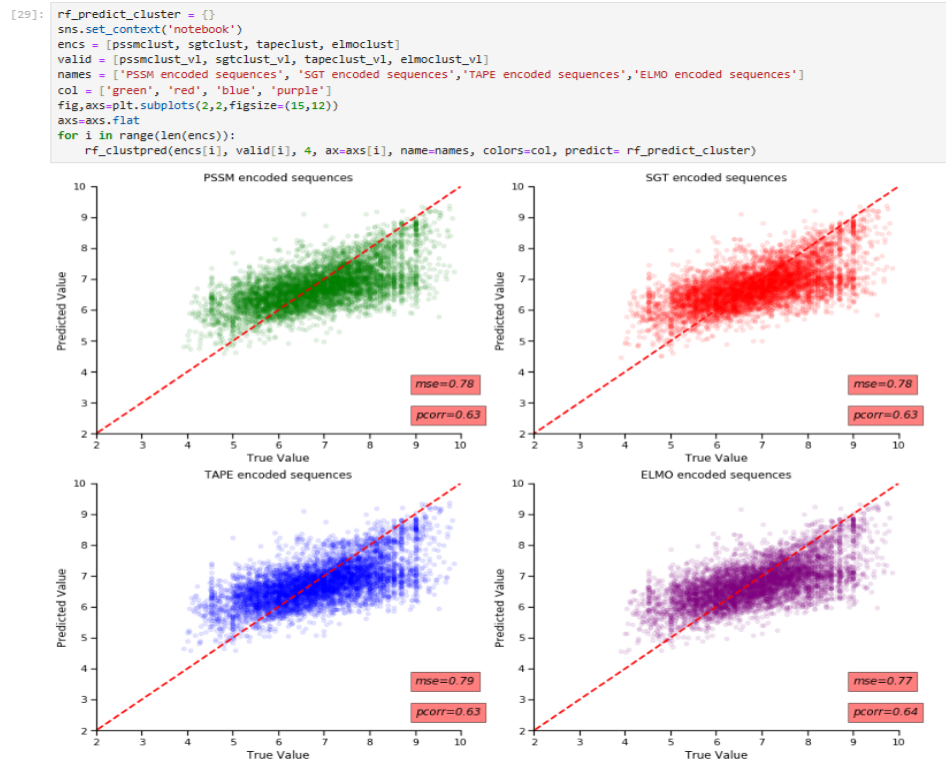 [29]: rf_predict_cluster = {}
sns.set_context('notebook')
encs = [pssmclust, sgtclust, tapeclust, elmoclust]
valid = [pssmclust_vl, sgtclust_vl, tapeclust_vl, elmoclust_vl]
names = ['PSSM encoded sequences', 'SGT encoded sequences','TAPE encoded sequences','ELMO encoded sequences']
col = ['green', 'red', 'blue', 'purple']
fig,axs=plt.subplots(2,2,figsize=(15,12))
axs=axs.flat
for i in range(len(encs)):
    rf_clustpred(encs[i], valid[i], 4, ax=axs[i], name=names, colors=col, predict= rf_predict_cluster)
PSSM encoded sequences
10
9
8
7
6
5
4
3
2
Predicted Value
mse=0.78
pcorr=0.63
2 3 4 5 6 7 8 9 10
True Value
SGT encoded sequences
10
9
8
7
6
5
4
3
2
Predicted Value
mse=0.78
pcorr=0.63
2 3 4 5 6 7 8 9 10
True Value
TAPE encoded sequences
10
9
8
7
6
5
4
3
2
Predicted Value
mse=0.79
pcorr=0.63
2 3 4 5 6 7 8 9 10
True Value
ELMO encoded sequences
10
9
8
7
6
5
4
3
2
Predicted Value
mse=0.77
pcorr=0.64
2 3 4 5 6 7 8 9 10
True Value